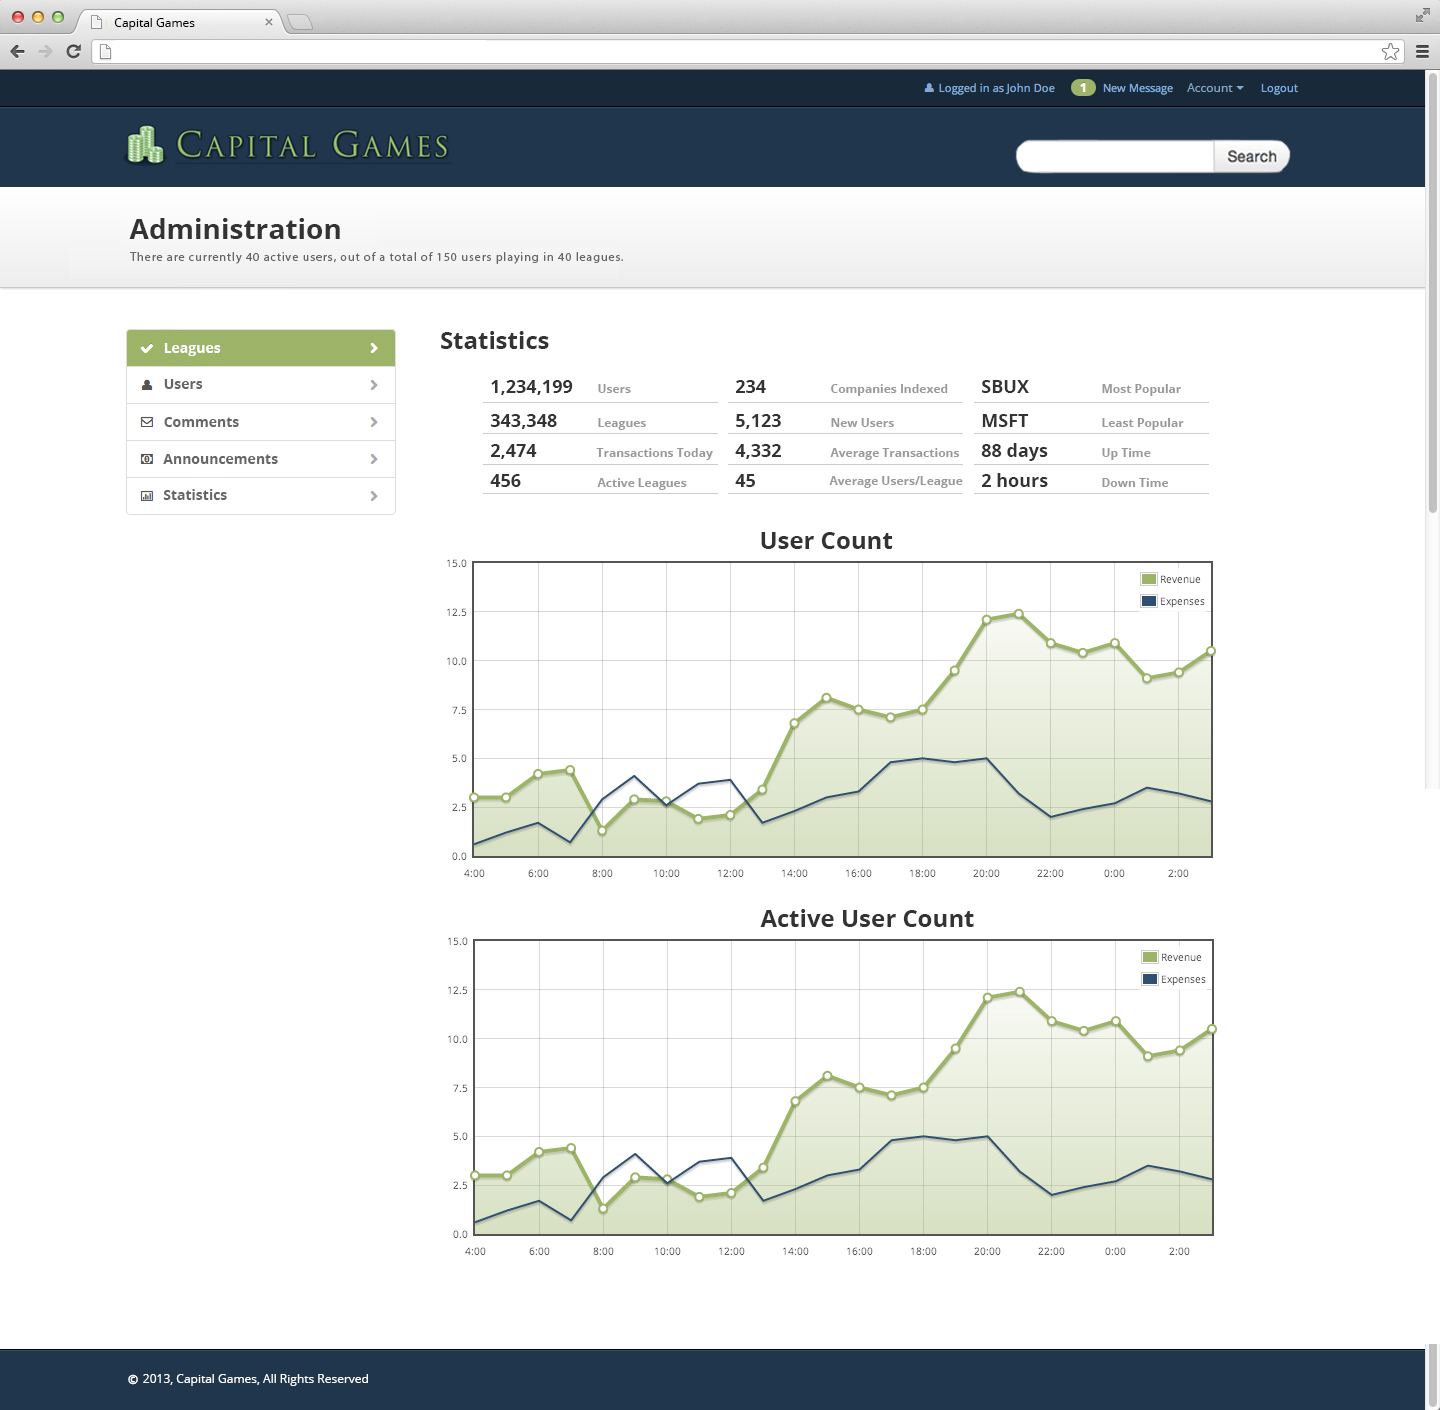 Capital Games
Logged in as John Doe 1 New Message Account Logout
CAPITAL GAMES
Search
Administration
There are currently 40 active users, out of a total of 150 users playing in 40 leagues.
Leagues
Users
Comments
Announcements
Statistics
Statistics
1,234,199 Users 234 Companies Indexed SBUX Most Popular
343,348 Leagues 5,123 New Users MSFT Least Popular
2,474 Transactions Today 4,332 Average Transactions 88 days Up Time
456 Active Leagues 45 Average Users/League 2 hours Down Time
User Count
15.0
12.5
10.0
7.5
5.0
2.5
0.0
Revenue
Expenses
4:00 6:00 8:00 10:00 12:00 14:00 16:00 18:00 20:00 22:00 0:00 2:00
Active User Count
15.0
12.5
10.0
7.5
5.0
2.5
0.0
Revenue
Expenses
4:00 6:00 8:00 10:00 12:00 14:00 16:00 18:00 20:00 22:00 0:00 2:00
© 2013, Capital Games, All Rights Reserved